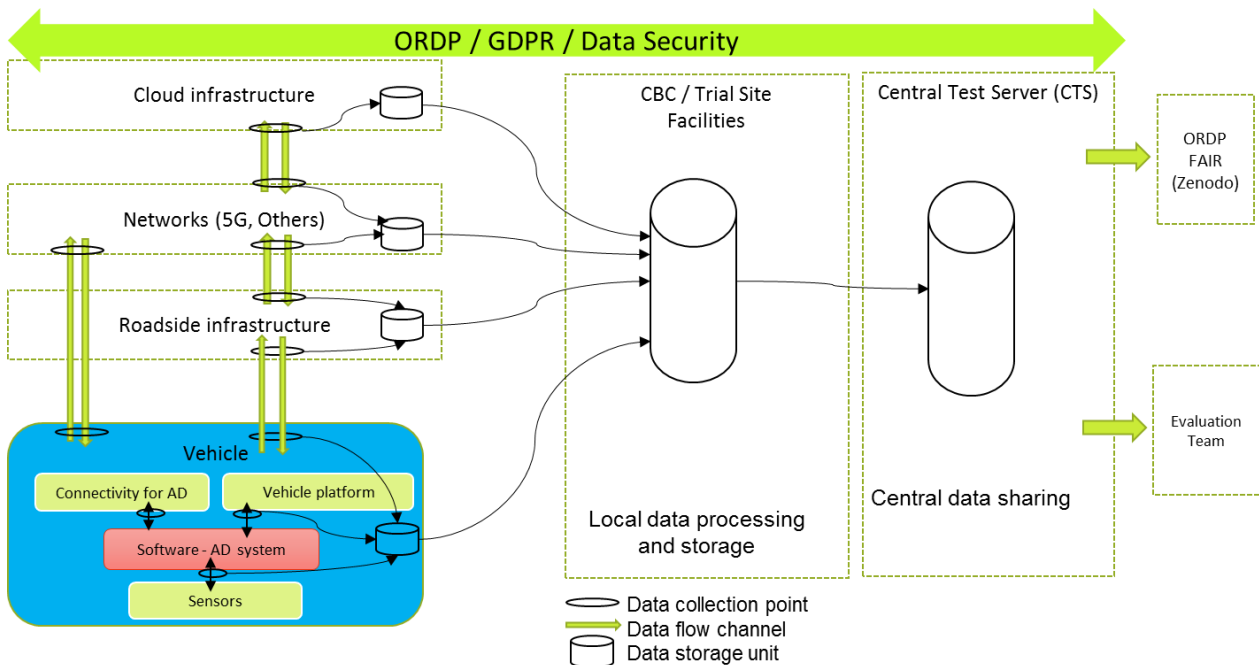 ORDP / GDPR / Data Security
Cloud infrastructure
Networks (5G, Others)
Roadside infrastructure
Vehicle
Connectivity for AD
Vehicle platform
Software - AD system
Sensors
CBC / Trial Site
Facilities
Local data processing
and storage
Central Test Server (CTS)
Central data sharing
ORDP
FAIR
(Zenodo)
Evaluation
Team
Data collection point
Data flow channel
Data storage unit